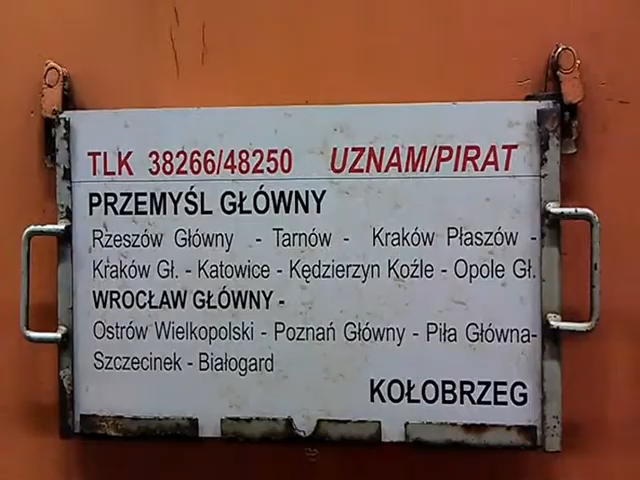 TLK 38266/48250 UZNAM/PIRAT
PRZEMYŚL GŁÓWNY
Rzeszów Główny - Tarnów - Kraków Płaszów -
Kraków Gł. - Katowice - Kędzierzyn Koźle - Opole Gł.
WROCŁAW GŁÓWNY -
Ostrów Wielkopolski - Poznań Główny - Piła Główna-
Szczecinek - Białogard
KOŁOBRZEG